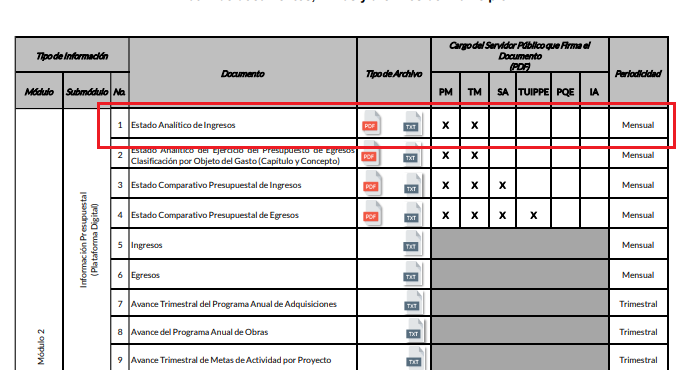 Tipo de Información
Documento
Tipo de Archivo
Cargo del Servidor Público que Firma el
Documento
(PDF)
Periodicidad
Módulo Submódulo No.
PM TM SA TUIPPE PQE IA
Módulo 2
Información Presupuestal
(Plataforma Digital)
1 Estado Analítico de Ingresos PDF TXT X X Mensual
2 Estado Analítico del Ejercicio del Presupuesto de Egresos
Clasificación por Objeto del Gasto (Capítulo y Concepto) PDF TXT X X Mensual
3 Estado Comparativo Presupuestal de Ingresos PDF TXT X X X Mensual
4 Estado Comparativo Presupuestal de Egresos PDF TXT X X X X Mensual
5 Ingresos TXT Mensual
6 Egresos TXT Mensual
7 Avance Trimestral del Programa Anual de Adquisiciones TXT Trimestral
8 Avance del Programa Anual de Obras TXT Trimestral
9 Avance Trimestral de Metas de Actividad por Proyecto TXT Trimestral